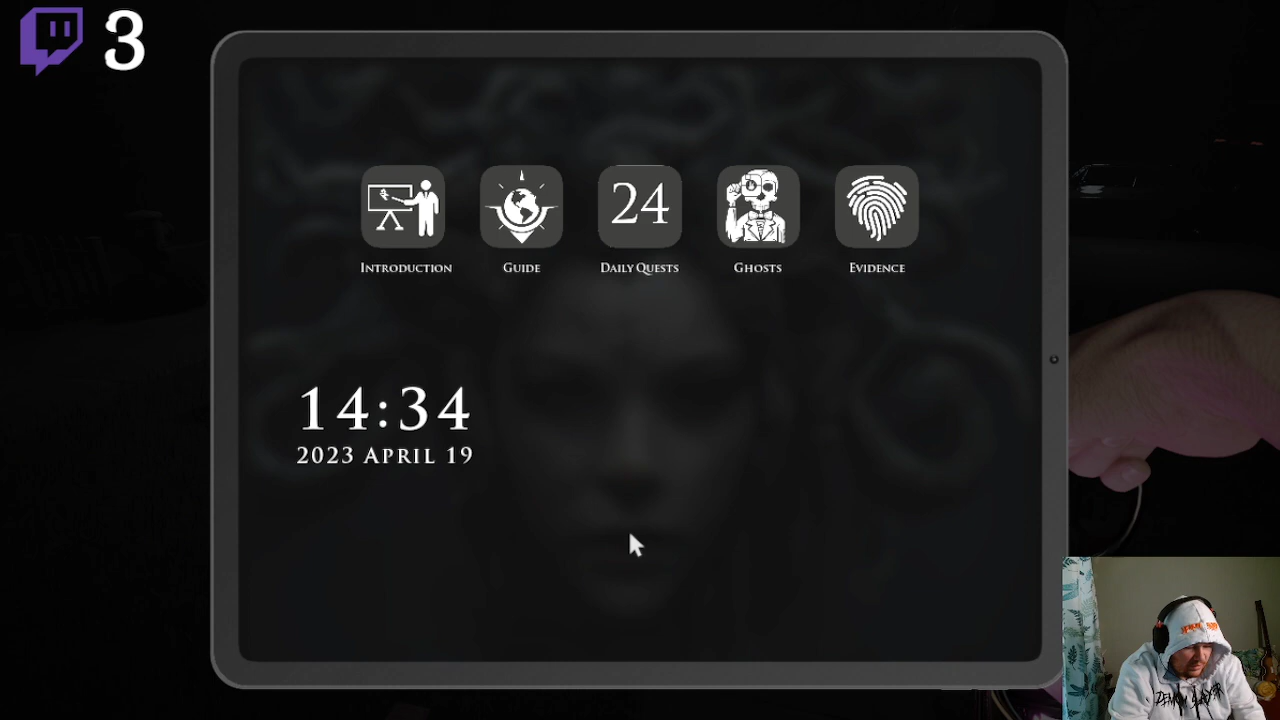 3
24
INTRODUCTION
GUIDE
DAILY QUESTS
GHOSTS
EVIDENCE
14:34
2023 APRIL 19